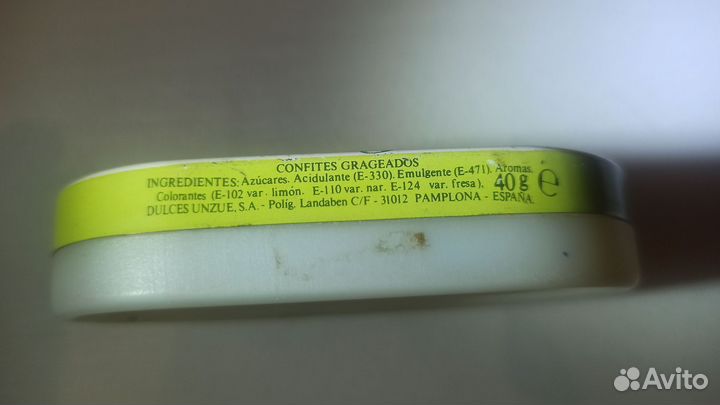 CONFITES GRAGEADOS
INGREDIENTES: Azúcares. Acidulante (E-330). Emulgente (E-471). Aromas.
Colorantes (E-102 var. limón. E-110 var. nar. E-124 var. fresa). 40 g e
DULCES UNZUE, S.A. - Políg. Landaben C/F - 31012 PAMPLONA - ESPAÑA.
Avito